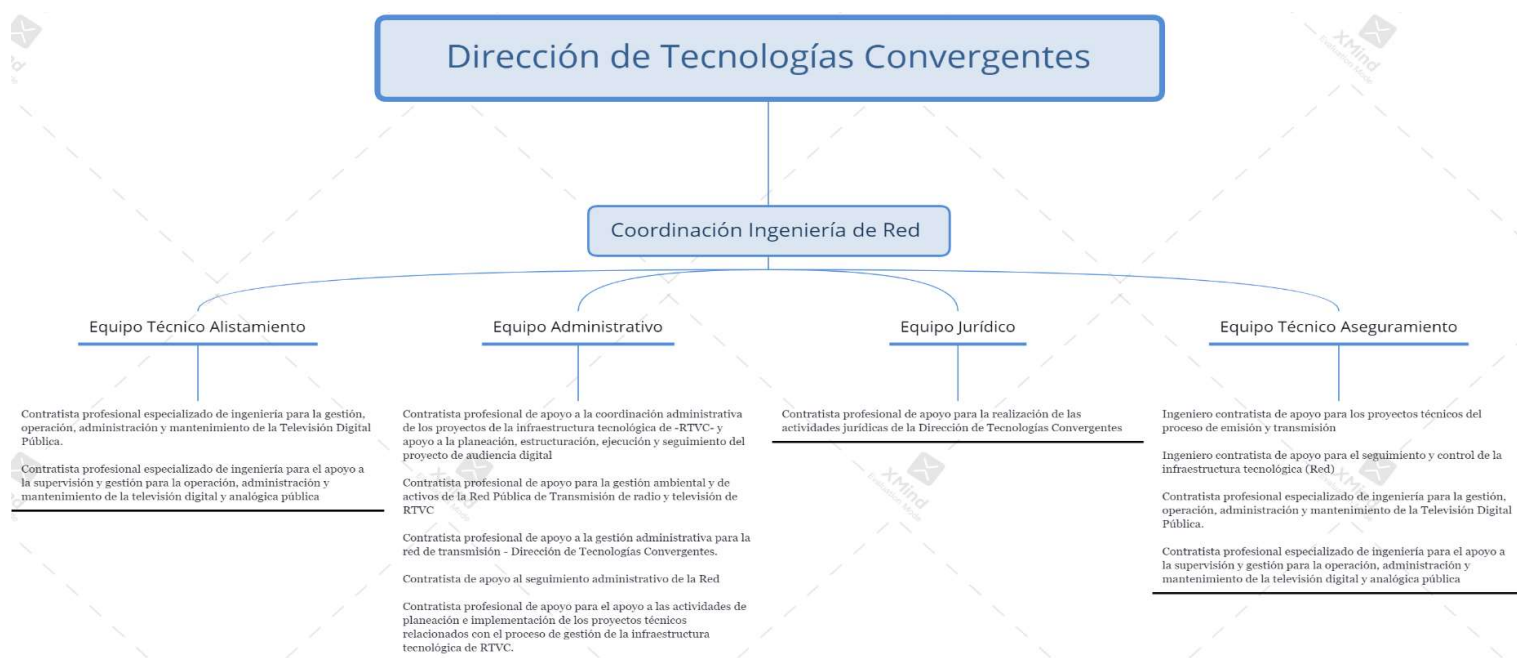 Dirección de Tecnologías Convergentes
Coordinación Ingeniería de Red
Equipo Técnico Alistamiento
Contratista profesional especializado de ingeniería para la gestión,
operación, administración y mantenimiento de la Televisión Digital
Pública.
Contratista profesional especializado de ingeniería para el apoyo a
la supervisión y gestión para la operación, administración y
mantenimiento de la televisión digital y analógica pública
Equipo Administrativo
Contratista profesional de apoyo a la coordinación administrativa
de los proyectos de la infraestructura tecnológica de -RTVC- y
apoyo a la planeación, estructuración, ejecución y seguimiento del
proyecto de audiencia digital
Contratista profesional de apoyo para la gestión ambiental y de
activos de la Red Pública de Transmisión de radio y televisión de
RTVC
Contratista profesional de apoyo a la gestión administrativa para la
red de transmisión - Dirección de Tecnologías Convergentes.
Contratista de apoyo al seguimiento administrativo de la Red
Contratista profesional de apoyo para el apoyo a las actividades de
planeación e implementación de los proyectos técnicos
relacionados con el proceso de gestión de la infraestructura
tecnológica de RTVC.
Equipo Jurídico
Contratista profesional de apoyo para la realización de las
actividades jurídicas de la Dirección de Tecnologías Convergentes
Equipo Técnico Aseguramiento
Ingeniero contratista de apoyo para los proyectos técnicos del
proceso de emisión y transmisión
Ingeniero contratista de apoyo para el seguimiento y control de la
infraestructura tecnológica (Red)
Contratista profesional especializado de ingeniería para la gestión,
operación, administración y mantenimiento de la Televisión Digital
Pública.
Contratista profesional especializado de ingeniería para el apoyo a
la supervisión y gestión para la operación, administración y
mantenimiento de la televisión digital y analógica pública
XMind
Evaluation Mode
XMind
Evaluation Mode
XMind
Evaluation Mode